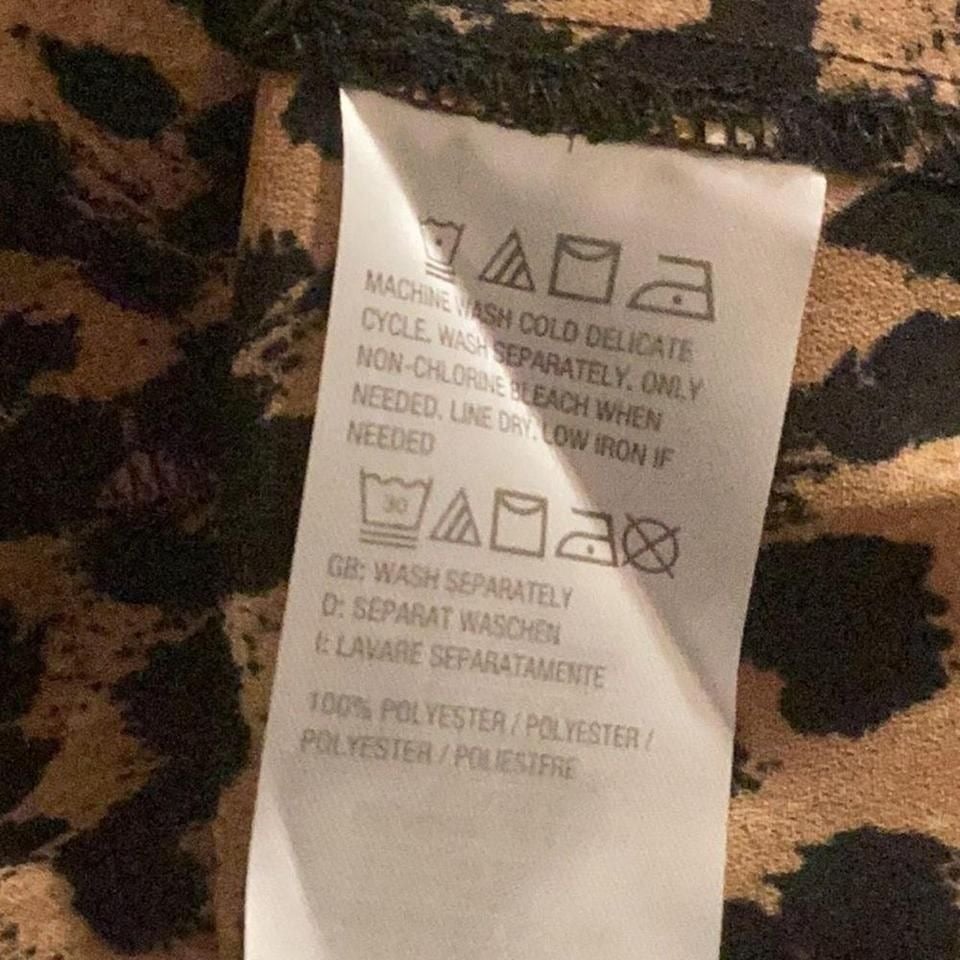 MACHINE WASH COLD DELICATE
CYCLE. WASH SEPARATELY. ONLY
NON-CHLORINE BLEACH WHEN
NEEDED. LINE DRY. LOW IRON IF
NEEDED
30
GB: WASH SEPARATELY
D: SEPARAT WASCHEN
I: LAVARE SEPARATAMENTE
100% POLYESTER / POLYESTER /
POLYESTER / POLIESTERE